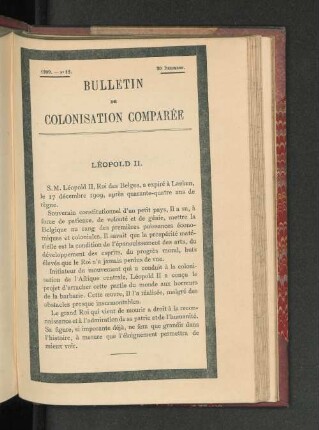 1909. — nº 12.
20 Décembre.
BULLETIN
DE
COLONISATION COMPARÉE
LÉOPOLD II.
S. M. Léopold II, Roi des Belges, a expiré à Laeken,
le 17 décembre 1909, après quarante-quatre ans de
règne.
Souverain constitutionnel d'un petit pays, il a su, à
force de patience, de volonté et de génie, mettre la
Belgique au rang des premières puissances écono-
miques et coloniales. Il savait que la prospérité maté-
rielle est la condition de l'épanouissement des arts, du
développement des esprits, du progrès moral, buts
élevés que le Roi n'a jamais perdus de vue.
Initiateur du mouvement qui a conduit à la coloni-
sation de l'Afrique centrale, Léopold II a conçu le
projet d'arracher cette partie du monde aux horreurs
de la barbarie. Cette œuvre, il l'a réalisée, malgré des
obstacles presque insurmontables.
Le grand Roi qui vient de mourir a droit à la recon-
naissance et à l'admiration de sa patrie et de l'humanité.
Sa figure, si imposante déjà, ne fera que grandir dans
l'histoire, à mesure que l'éloignement permettra de
mieux voir.